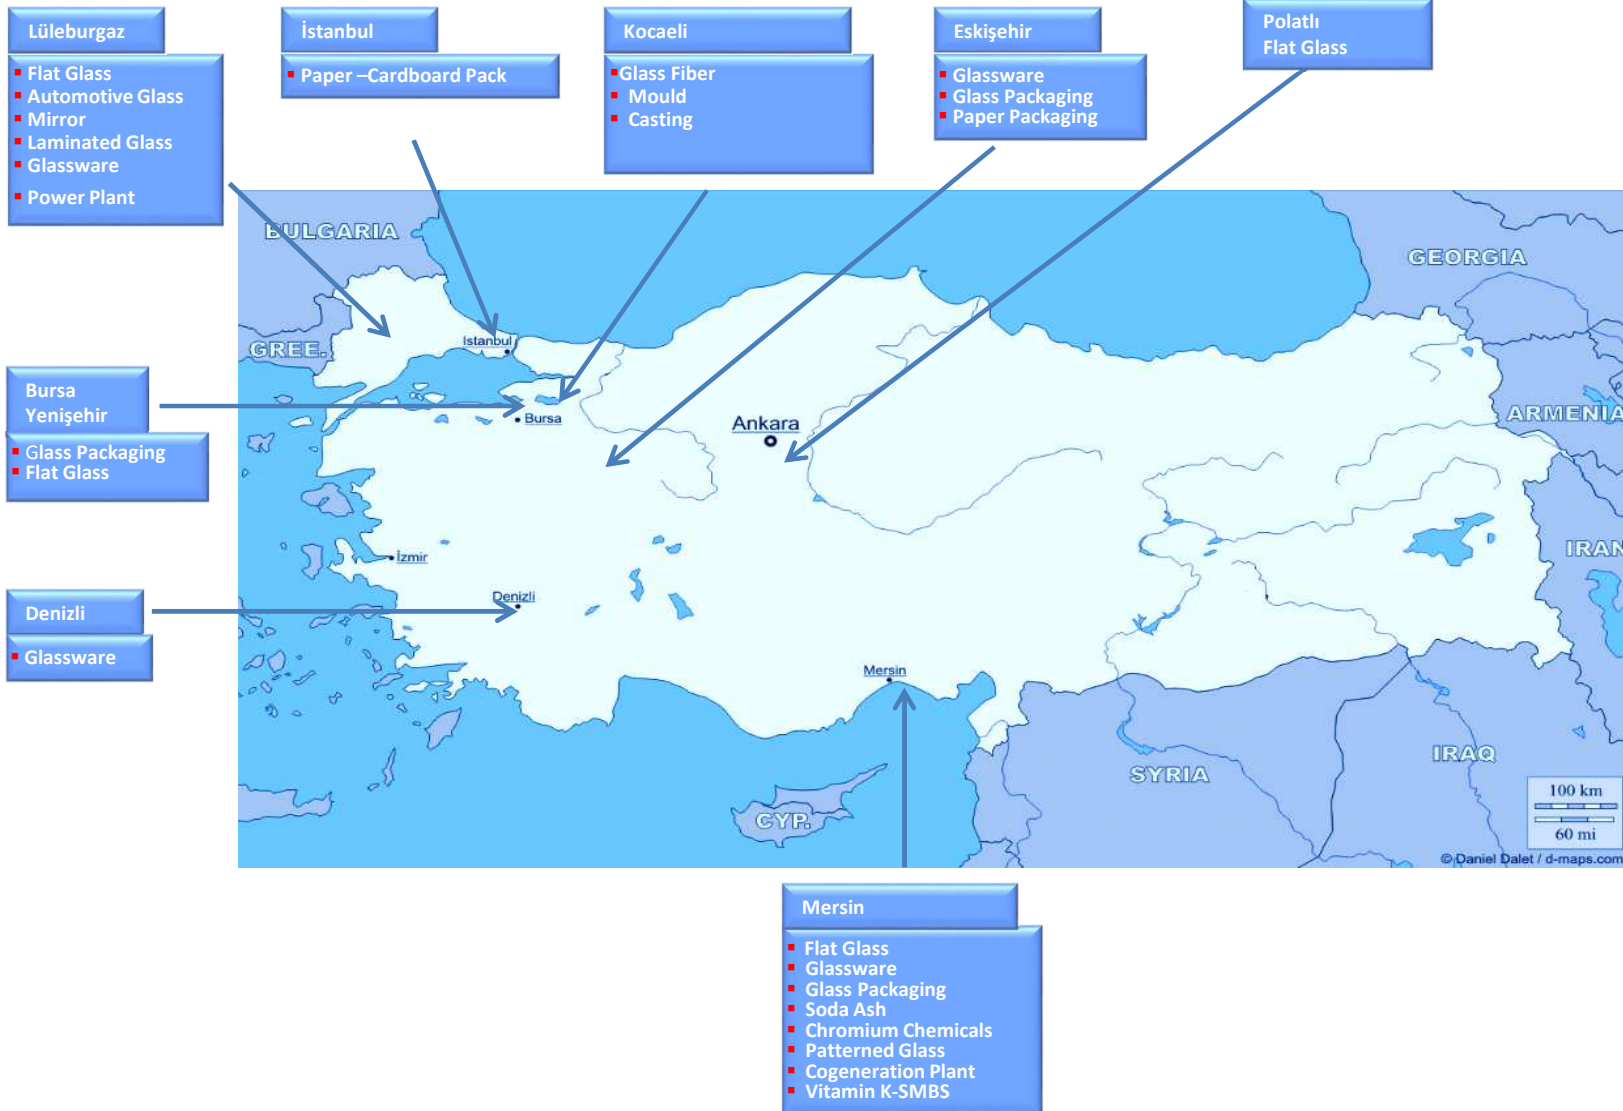 Lüleburgaz
Flat Glass
Automotive Glass
Mirror
Laminated Glass
Glassware
Power Plant
İstanbul
Paper –Cardboard Pack
Kocaeli
Glass Fiber
Mould
Casting
Eskişehir
Glassware
Glass Packaging
Paper Packaging
Polatlı
Flat Glass
Bursa
Yenişehir
Glass Packaging
Flat Glass
Denizli
Glassware
BULGARIA
GEORGIA
GREE.
Istanbul
Bursa
Ankara
ARMENIA
İzmir
IRAN
Denizli
Mersin
SYRIA
IRAQ
CYP.
100 km
60 mi
© Daniel Dalet / d-maps.com
Mersin
Flat Glass
Glassware
Glass Packaging
Soda Ash
Chromium Chemicals
Patterned Glass
Cogeneration Plant
Vitamin K-SMBS